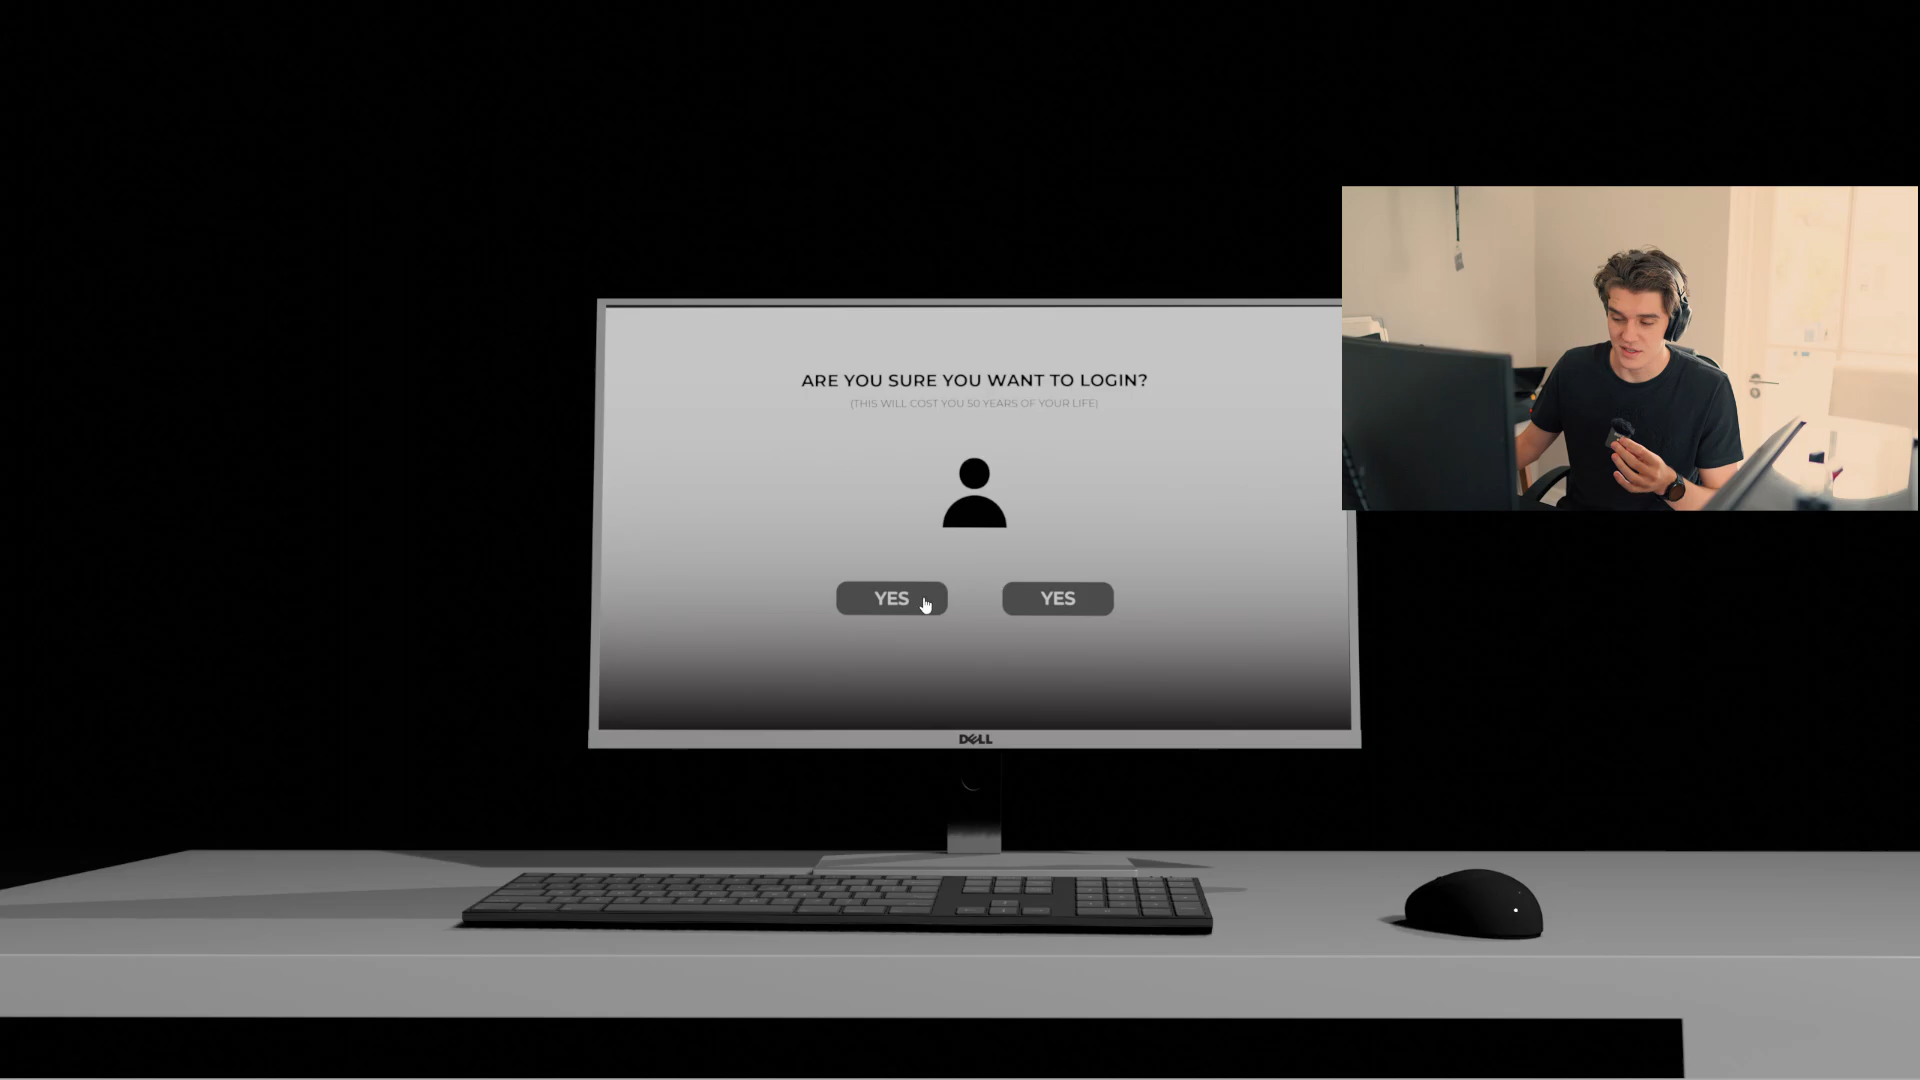 ARE YOU SURE YOU WANT TO LOGIN?
(THIS WILL COST YOU 50 YEARS OF YOUR LIFE)
YES YES
DELL